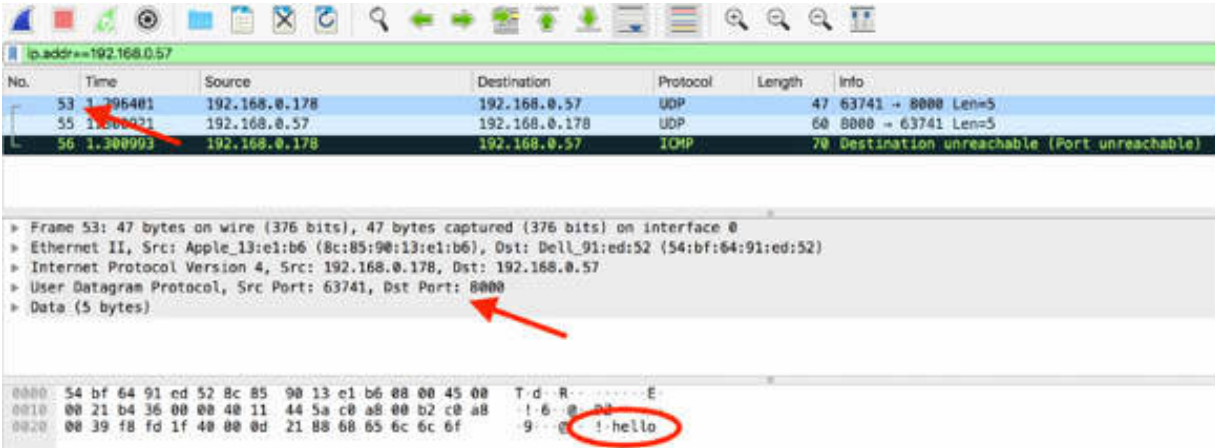 ip.addr==192.168.0.57
No. Time Source Destination Protocol Length Info
53 1.296401 192.168.0.178 192.168.0.57 UDP 47 63741 → 8000 Len=5
55 1.300921 192.168.0.57 192.168.0.178 UDP 60 8000 → 63741 Len=5
56 1.300993 192.168.0.178 192.168.0.57 ICMP 70 Destination unreachable (Port unreachable)
Frame 53: 47 bytes on wire (376 bits), 47 bytes captured (376 bits) on interface 0
Ethernet II, Src: Apple_13:e1:b6 (8c:85:90:13:e1:b6), Dst: Dell_91:ed:52 (54:bf:64:91:ed:52)
Internet Protocol Version 4, Src: 192.168.0.178, Dst: 192.168.0.57
User Datagram Protocol, Src Port: 63741, Dst Port: 8000
Data (5 bytes)
0000 54 bf 64 91 ed 52 8c 85 90 13 e1 b6 08 00 45 00 T·d··R·· ······E·
0010 00 21 b4 36 00 00 40 11 44 5a c0 a8 00 b2 c0 a8 ·!·6··@·
0020 00 39 f8 fd 1f 40 00 0d 21 88 68 65 6c 6c 6f ·9···@·· !·hello